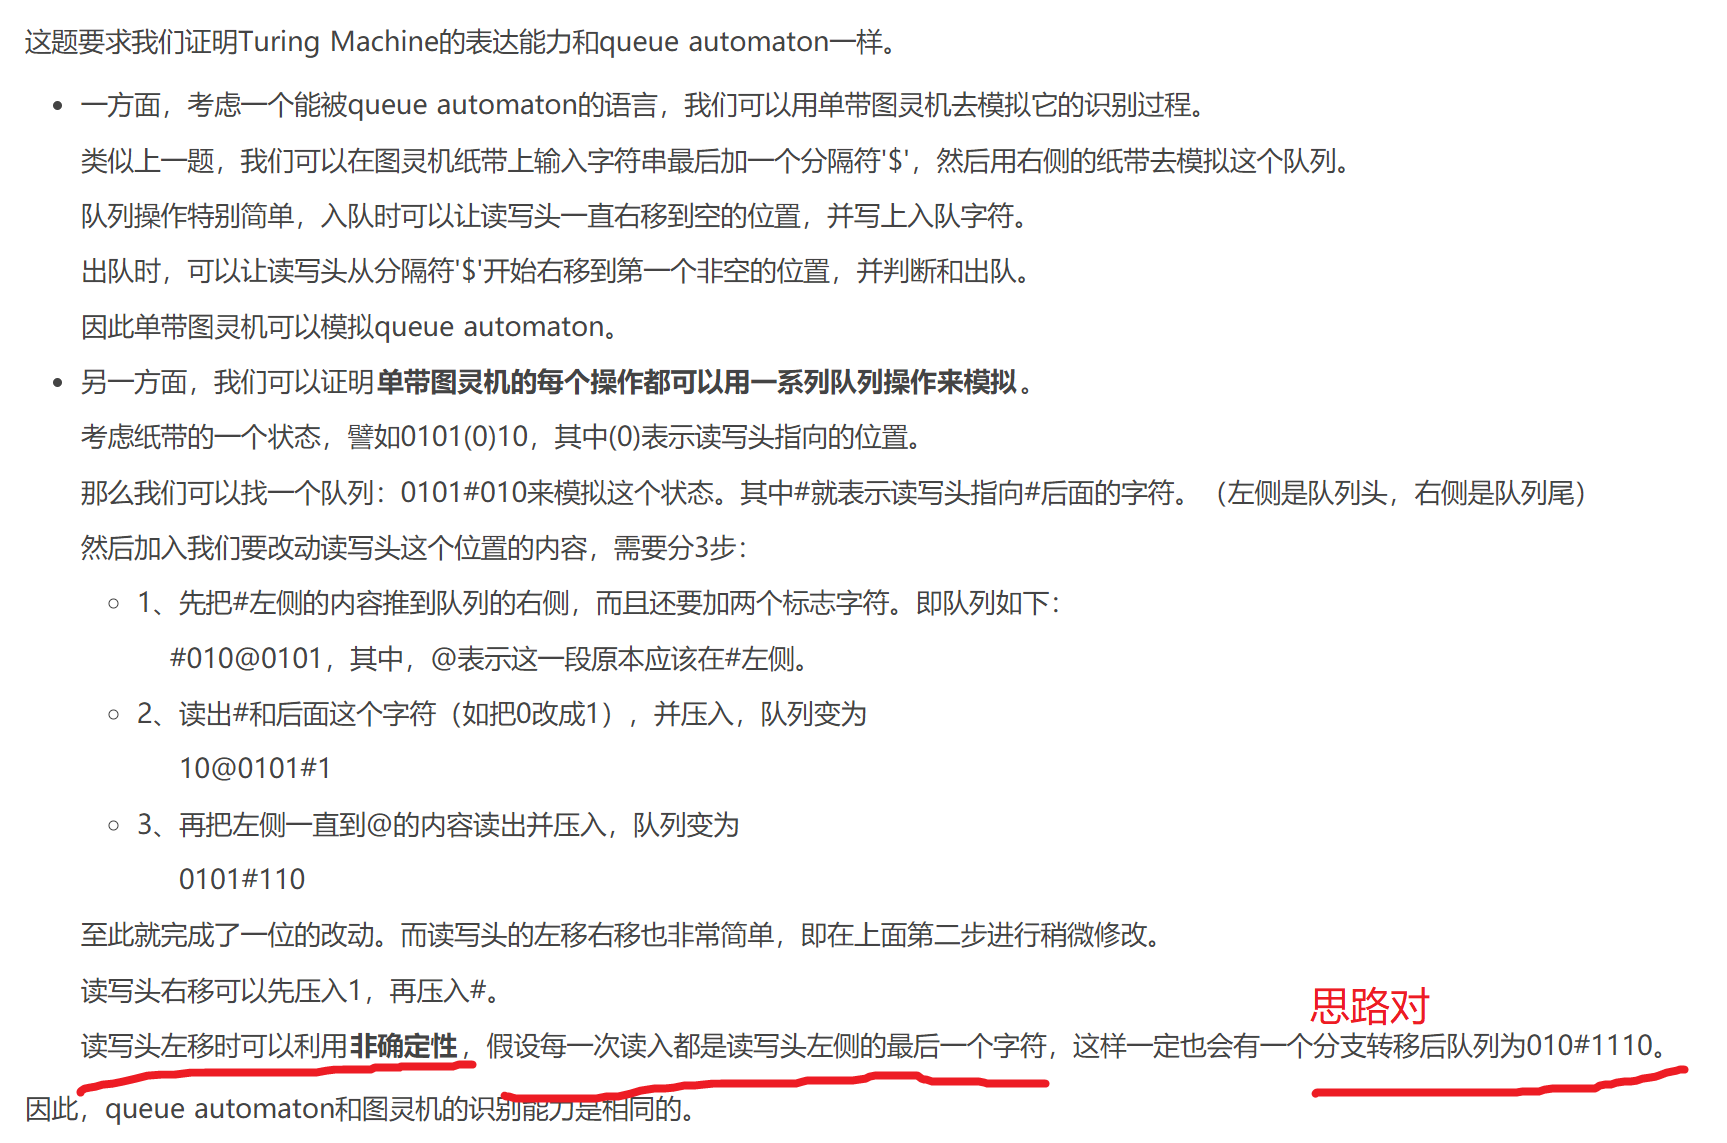 这题要求我们证明Turing Machine的表达能力和queue automaton一样。
• 一方面，考虑一个能被queue automaton的语言，我们可以用单带图灵机去模拟它的识别过程。
类似上一题，我们可以在图灵机纸带上输入字符串最后加一个分隔符'$'，然后用右侧的纸带去模拟这个队列。
队列操作特别简单，入队时可以让读写头一直右移到空的位置，并写上入队字符。
出队时，可以让读写头从分隔符'$'开始右移到第一个非空的位置，并判断和出队。
因此单带图灵机可以模拟queue automaton。
• 另一方面，我们可以证明单带图灵机的每个操作都可以用一系列队列操作来模拟。
考虑纸带的一个状态，譬如0101(0)10，其中(0)表示读写头指向的位置。
那么我们可以找一个队列：0101#010来模拟这个状态。其中#就表示读写头指向#后面的字符。（左侧是队列头，右侧是队列尾）
然后加入我们要改动读写头这个位置的内容，需要分3步：
○ 1、先把#左侧的内容推到队列的右侧，而且还要加两个标志字符。即队列如下：
#010@0101，其中，@表示这一段原本应该在#左侧。
○ 2、读出#和后面这个字符（如把0改成1），并压入，队列变为
10@0101#1
○ 3、再把左侧一直到@的内容读出并压入，队列变为
0101#110
至此就完成了一位的改动。而读写头的左移右移也非常简单，即在上面第二步进行稍微修改。
读写头右移可以先压入1，再压入#。
思路对
读写头左移时可以利用非确定性，假设每一次读入都是读写头左侧的最后一个字符，这样一定也会有一个分支转移后队列为010#1110。
因此，queue automaton和图灵机的识别能力是相同的。